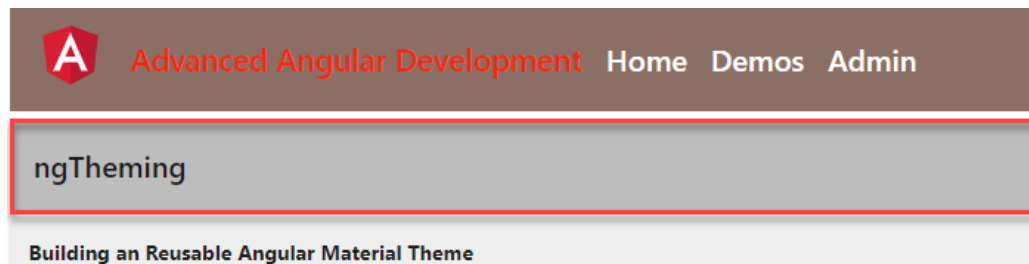 Advanced Angular Development Home Demos Admin
ngTheming
Building an Reusable Angular Material Theme